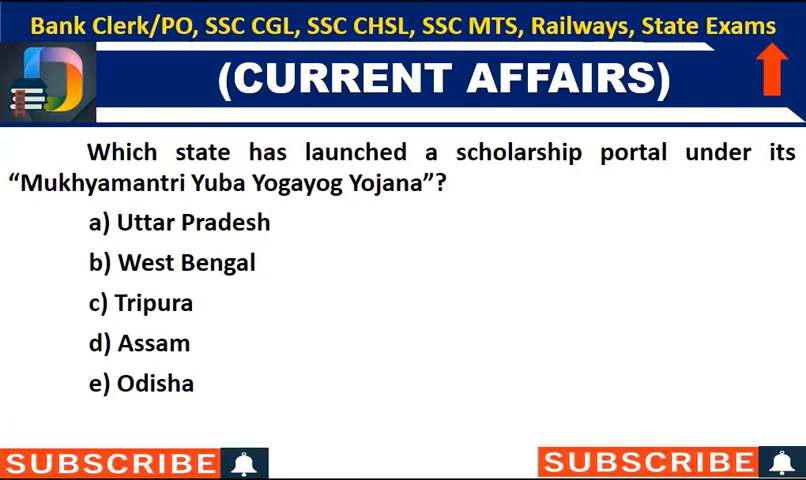 Bank Clerk/PO, SSC CGL, SSC CHSL, SSC MTS, Railways, State Exams
(CURRENT AFFAIRS)
Which state has launched a scholarship portal under its
“Mukhyamantri Yuba Yogayog Yojana”?
a) Uttar Pradesh
b) West Bengal
c) Tripura
d) Assam
e) Odisha
SUBSCRIBE
SUBSCRIBE